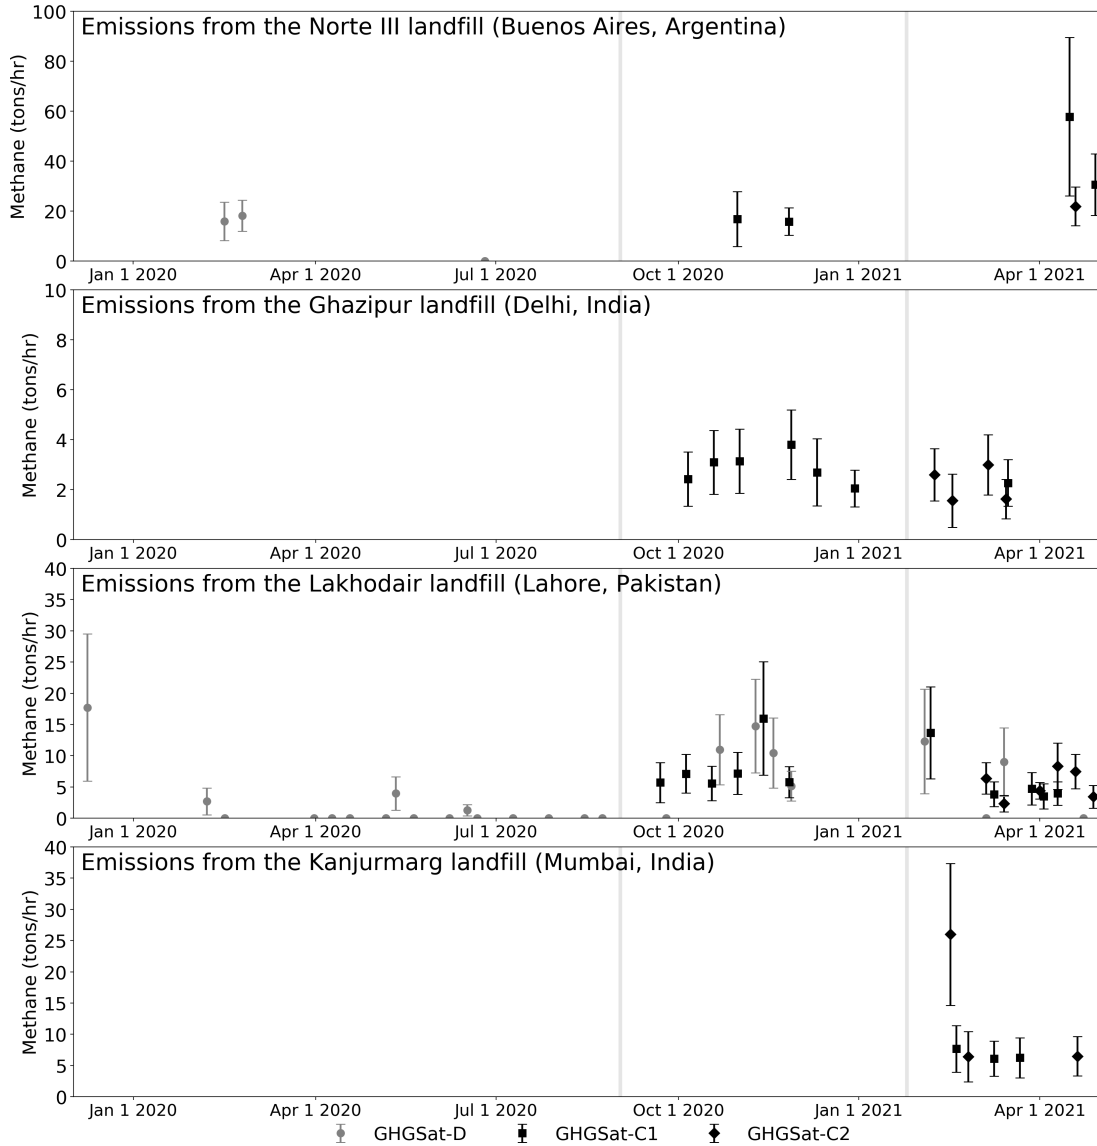 Emissions from the Norte III landfill (Buenos Aires, Argentina)
Methane (tons/hr)
100
80
60
40
20
0
Jan 1 2020 Apr 1 2020 Jul 1 2020 Oct 1 2020 Jan 1 2021 Apr 1 2021
Emissions from the Ghazipur landfill (Delhi, India)
Methane (tons/hr)
10
8
6
4
2
0
Jan 1 2020 Apr 1 2020 Jul 1 2020 Oct 1 2020 Jan 1 2021 Apr 1 2021
Emissions from the Lakhodair landfill (Lahore, Pakistan)
Methane (tons/hr)
40
35
30
25
20
15
10
5
0
Jan 1 2020 Apr 1 2020 Jul 1 2020 Oct 1 2020 Jan 1 2021 Apr 1 2021
Emissions from the Kanjurmarg landfill (Mumbai, India)
Methane (tons/hr)
40
35
30
25
20
15
10
5
0
Jan 1 2020 Apr 1 2020 Jul 1 2020 Oct 1 2020 Jan 1 2021 Apr 1 2021
GHGSat-D GHGSat-C1 GHGSat-C2